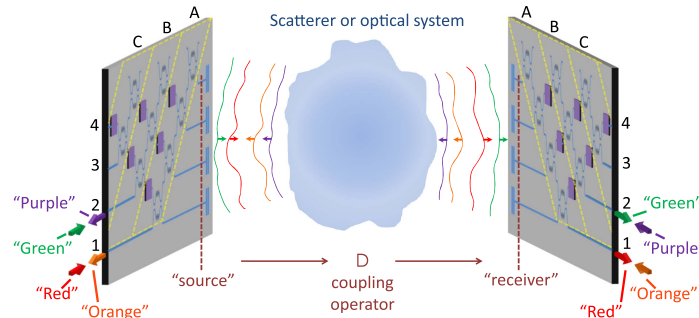 Scatterer or optical system
A
B
C
4
3
2
1
“Purple”
“Green”
“Red”
“Orange”
“source”
D
coupling
operator
“receiver”
A
B
C
4
3
2
1
“Green”
“Purple
“Red”
“Orange”